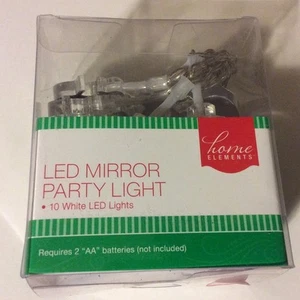 home
ELEMENTS
LED MIRROR
PARTY LIGHT
• 10 White LED Lights
Requires 2 "AA" batteries (not included)